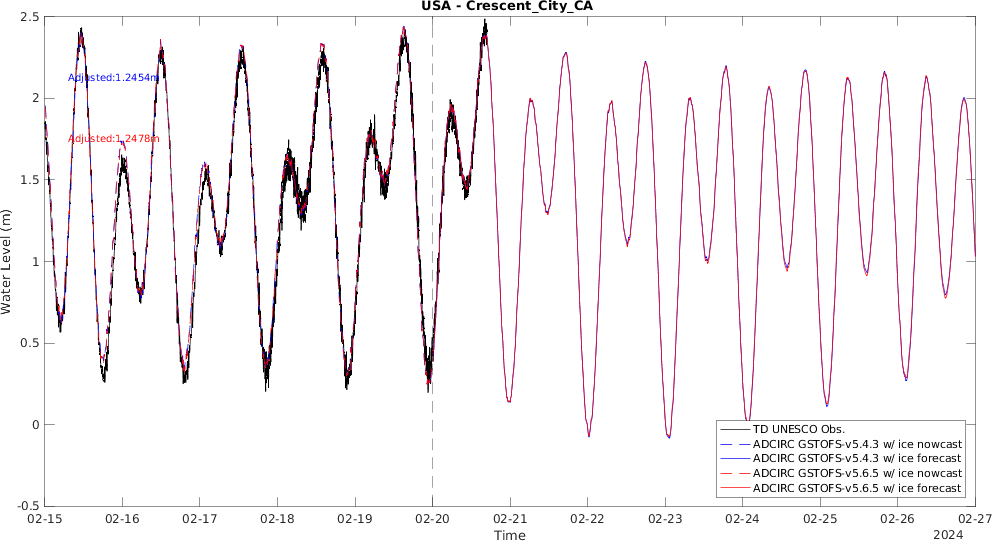 USA - Crescent_City_CA
2.5
2
1.5
1
0.5
0
-0.5
Water Level (m)
Adjusted:1.2454m
Adjusted:1.2478m
TD UNESCO Obs.
ADCIRC GSTOFS-v5.4.3 w/ ice nowcast
ADCIRC GSTOFS-v5.4.3 w/ ice forecast
ADCIRC GSTOFS-v5.6.5 w/ ice nowcast
ADCIRC GSTOFS-v5.6.5 w/ ice forecast
02-15 02-16 02-17 02-18 02-19 02-20 02-21 02-22 02-23 02-24 02-25 02-26 02-27
Time
2024